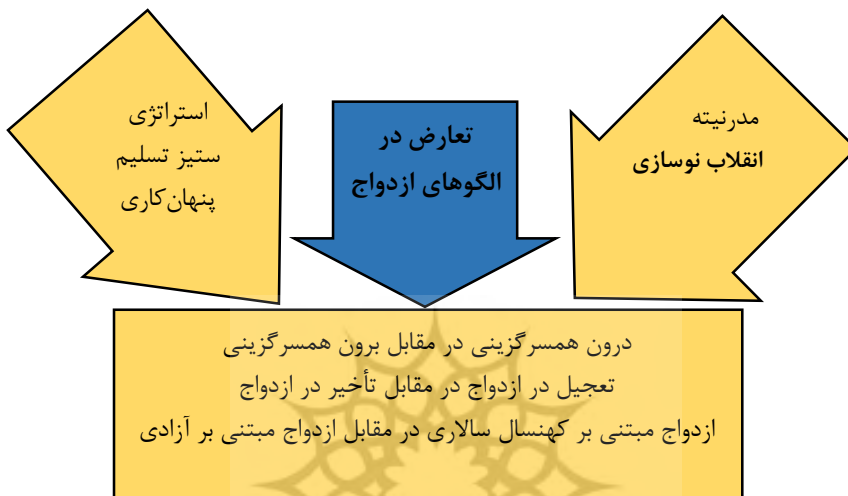 مدرنیته
انقلاب نوسازی
تعارض در
الگوهای ازدواج
استراتژی
ستیز تسلیم
پنهان‌کاری
درون همسرگزینی در مقابل برون همسرگزینی
تعجیل در ازدواج در مقابل تأخیر در ازدواج
ازدواج مبتنی بر کهنسال سالاری در مقابل ازدواج مبتنی بر آزادی